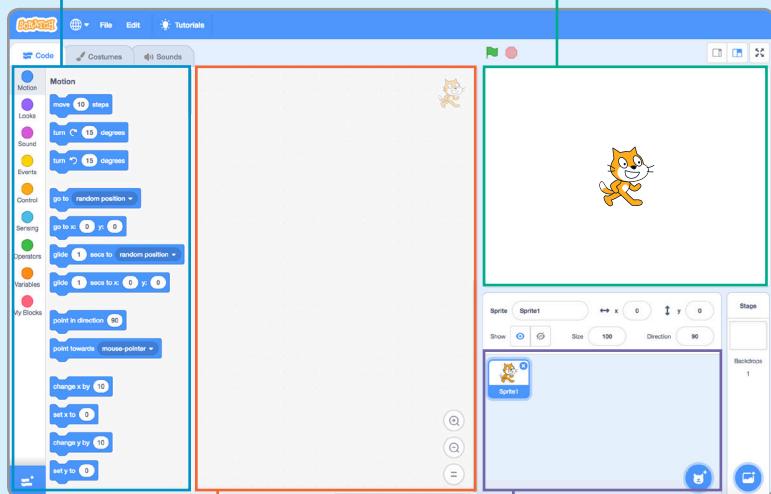 SCRATCH File Edit Tutorials
Code Costumes Sounds
Motion
Looks
Sound
Events
Control
Sensing
Operators
Variables
My Blocks
Motion
move 10 steps
turn 15 degrees
turn 15 degrees
go to random position
go to x: 0 y: 0
glide 1 secs to random position
glide 1 secs to x: 0 y: 0
point in direction 90
point towards mouse-pointer
change x by 10
set x to 0
change y by 10
set y to 0
Sprite Sprite1 x 0 y 0
Show Size 100 Direction 90
Sprite1
Stage
Backdrops
1